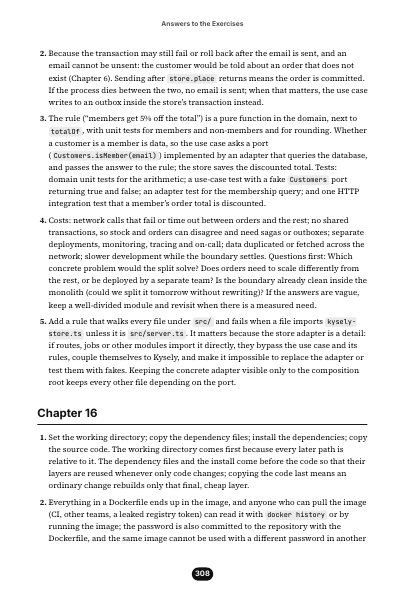 Answers to the Exercises
2. Because the transaction may still fail or roll back after the email is sent, and an
email cannot be unsent: the customer would be told about an order that does not
exist (Chapter 6). Sending after store.place returns means the order is committed.
If the process dies between the two, no email is sent; when that matters, the use case
writes to an outbox inside the store's transaction instead.
3. The rule (“members get 5% off the total”) is a pure function in the domain, next to
totalOf, with unit tests for members and non-members and for rounding. Whether
a customer is a member is data, so the use case asks a port
(Customers.isMember(email)) implemented by an adapter that queries the database,
and passes the answer to the rule; the store saves the discounted total. Tests:
domain unit tests for the arithmetic; a use-case test with a fake Customers port
returning true and false; an adapter test for the membership query; and one HTTP
integration test that a member's order total is discounted.
4. Costs: network calls that fail or time out between orders and the rest; no shared
transactions, so stock and orders can disagree and need sagas or outboxes; separate
deployments, monitoring, tracing and on-call; data duplicated or fetched across the
network; slower development while the boundary settles. Questions first: Which
concrete problem would the split solve? Does orders need to scale differently from
the rest, or be deployed by a separate team? Is the boundary already clean inside the
monolith (could we split it tomorrow without rewriting)? If the answers are vague,
keep a well-divided module and revisit when there is a measured need.
5. Add a rule that walks every file under src/ and fails when a file imports kysely-
store.ts unless it is src/server.ts. It matters because the store adapter is a detail:
if routes, jobs or other modules import it directly, they bypass the use case and its
rules, couple themselves to Kysely, and make it impossible to replace the adapter or
test them with fakes. Keeping the concrete adapter visible only to the composition
root keeps every other file depending on the port.
Chapter 16
1. Set the working directory; copy the dependency files; install the dependencies; copy
the source code. The working directory comes first because every later path is
relative to it. The dependency files and the install come before the code so that their
layers are reused whenever only code changes; copying the code last means an
ordinary change rebuilds only that final, cheap layer.
2. Everything in a Dockerfile ends up in the image, and anyone who can pull the image
(CI, other teams, a leaked registry token) can read it with docker history or by
running the image; the password is also committed to the repository with the
Dockerfile, and the same image cannot be used with a different password in another
308